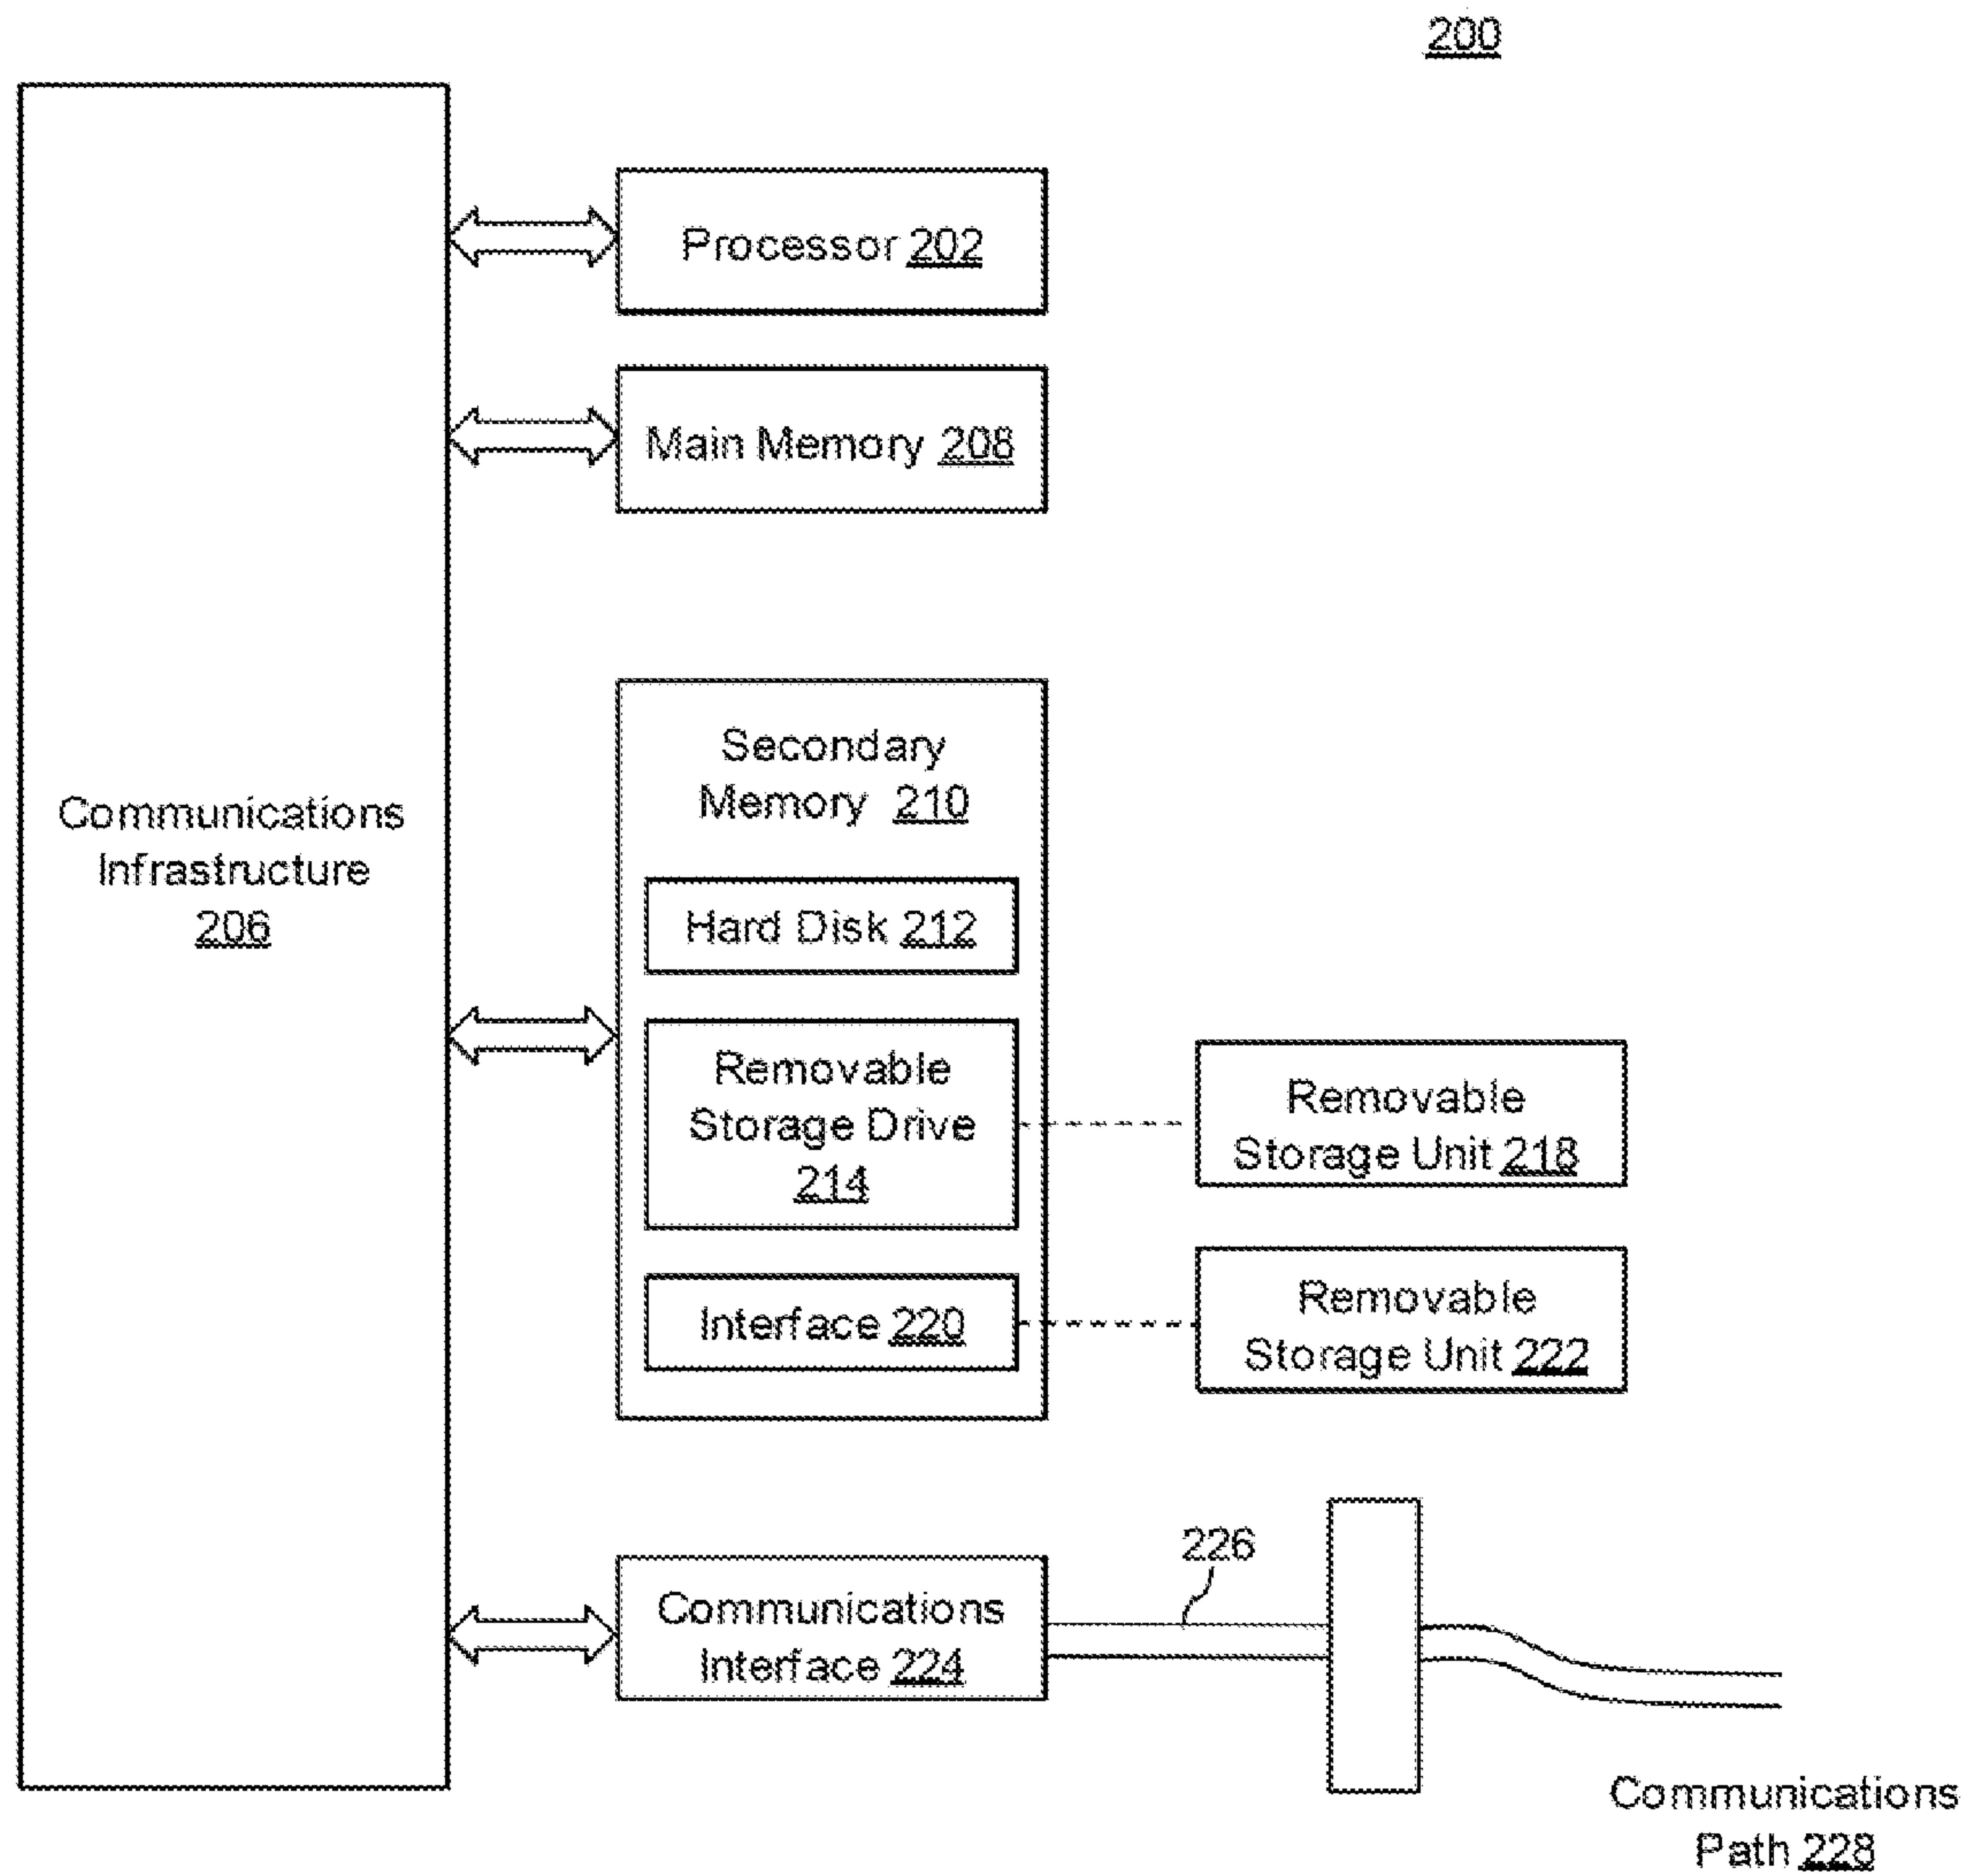 200
Processor 202
Main Memory 208
Communications
Infrastructure
206
Secondary
Memory 210
Hard Disk 212
Removable
Storage Drive
214
Interface 220
Removable
Storage Unit 218
Removable
Storage Unit 222
226
Communications
Interface 224
Communications
Path 228